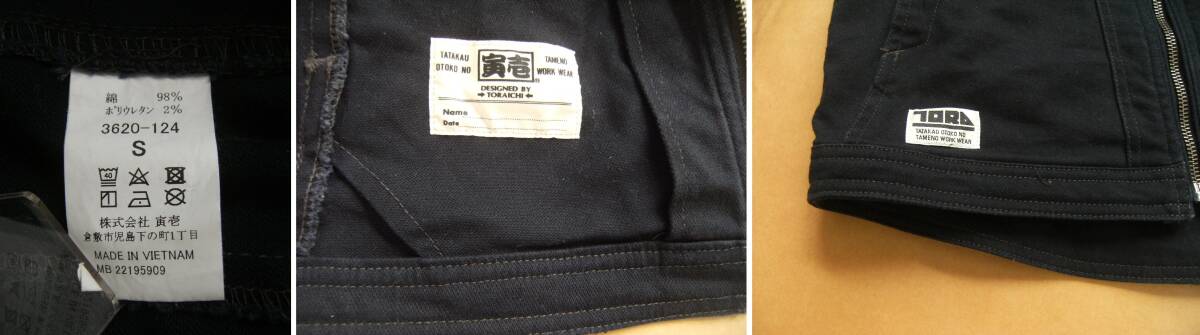 綿 98%
ポリウレタン 2%
3620-124
S
40
株式会社 寅壱
倉敷市児島下の町1丁目
MADE IN VIETNAM
MB 22195909
TATAKAU 寅壱 TAMENO
OTOKO NO WORK WEAR
DESIGNED BY
TORAICHI
Name
Date
TORA
TATAKAU OTOKO NO
TAMENO WORK WEAR